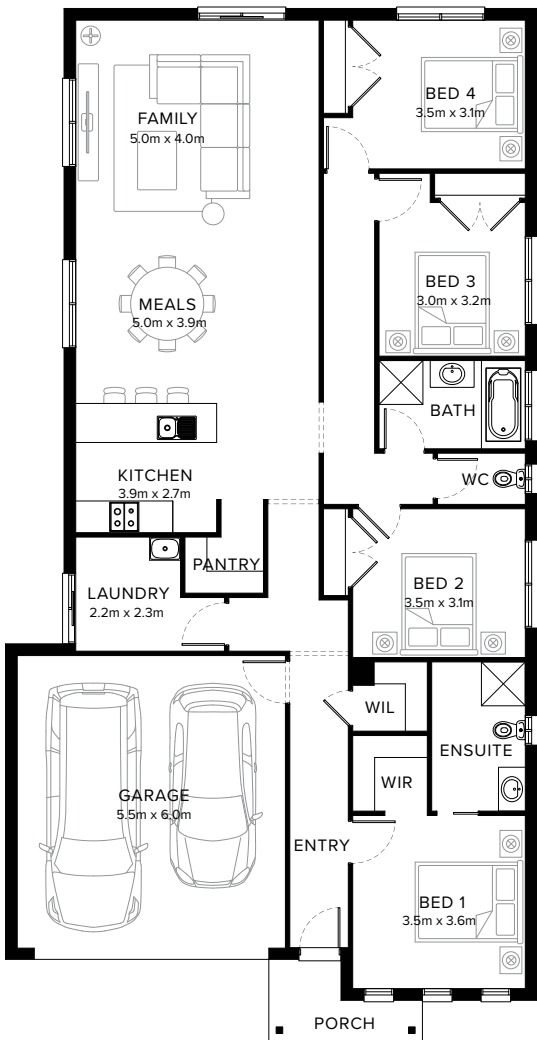 BED 4
3.5m x 3.1m
FAMILY
5.0m x 4.0m
BED 3
3.0m x 3.2m
MEALS
5.0m x 3.9m
BATH
KITCHEN
3.9m x 2.7m
WC
PANTRY
LAUNDRY
2.2m x 2.3m
BED 2
3.5m x 3.1m
WIL
ENSUITE
WIR
GARAGE
5.5m x 6.0m
ENTRY
BED 1
3.5m x 3.6m
PORCH